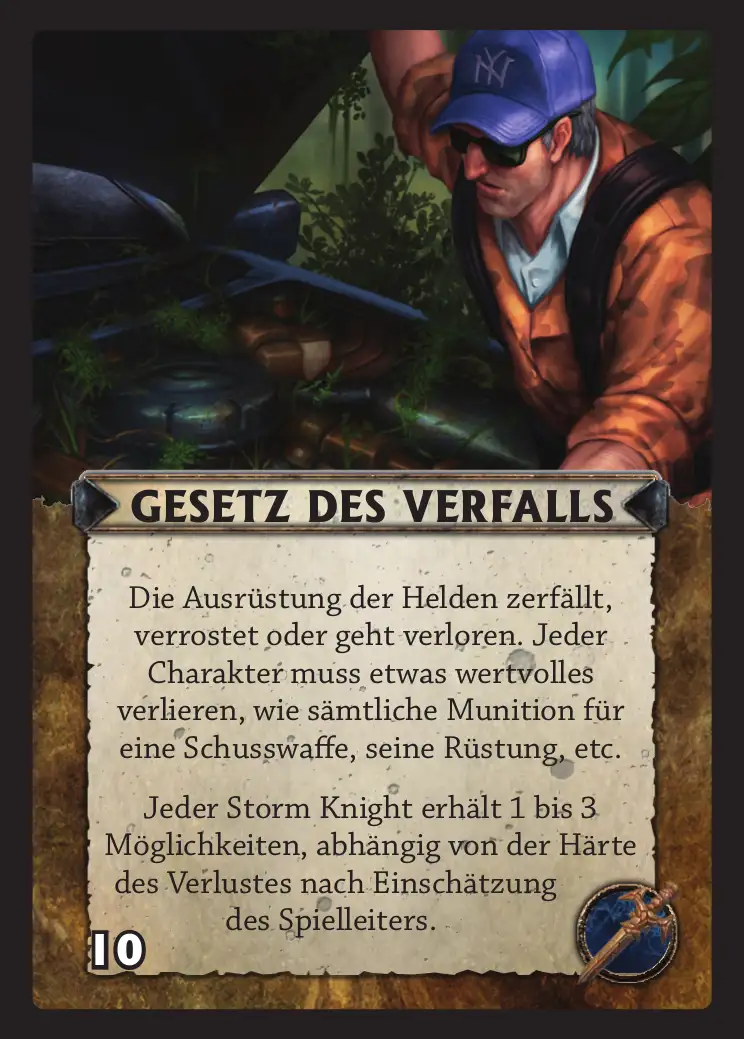 NY
GESETZ DES VERFALLS
Die Ausrüstung der Helden zerfällt,
verrostet oder geht verloren. Jeder
Charakter muss etwas wertvolles
verlieren, wie sämtliche Munition für
eine Schusswaffe, seine Rüstung, etc.
Jeder Storm Knight erhält 1 bis 3
Möglichkeiten, abhängig von der Härte
des Verlustes nach Einschätzung
des Spielleiters.
10